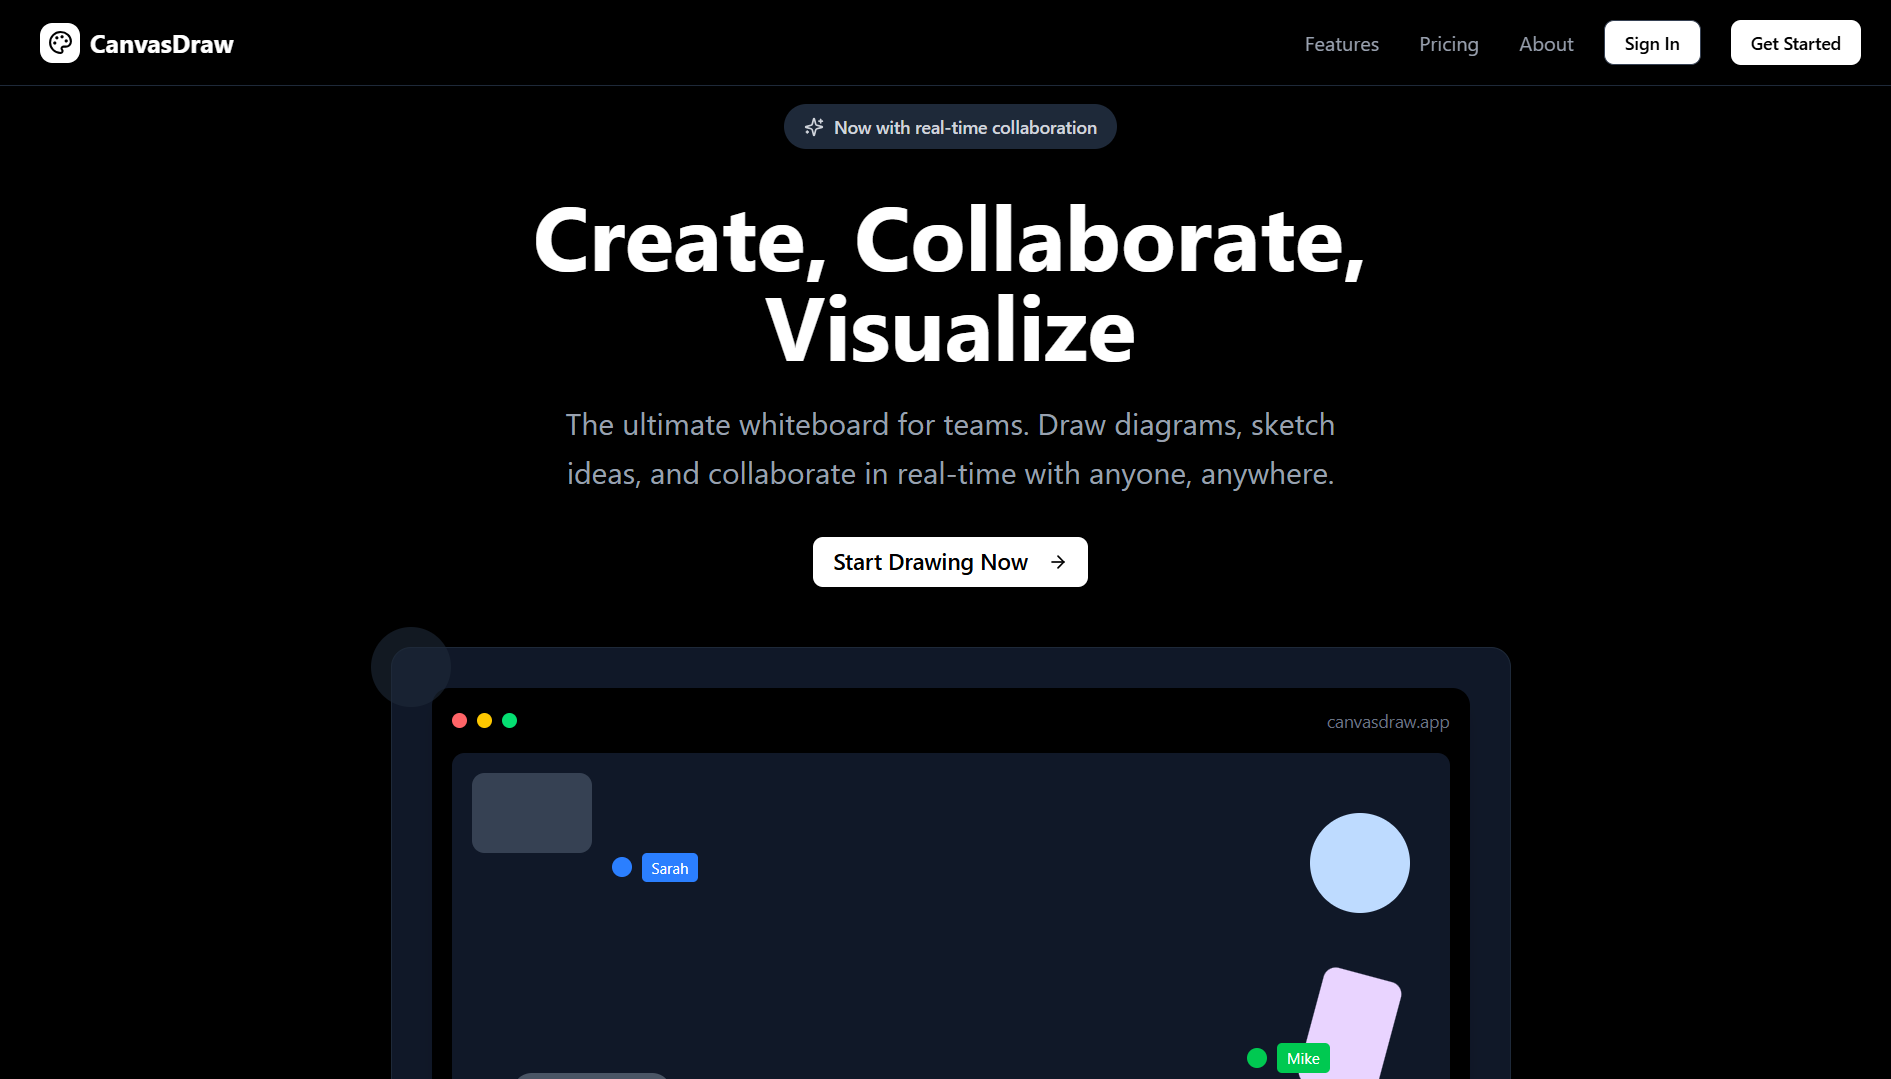 CanvasDraw
Features
Pricing
About
Sign In
Get Started
Now with real-time collaboration
Create, Collaborate,
Visualize
The ultimate whiteboard for teams. Draw diagrams, sketch
ideas, and collaborate in real-time with anyone, anywhere.
Start Drawing Now
canvasdraw.app
Sarah
Mike